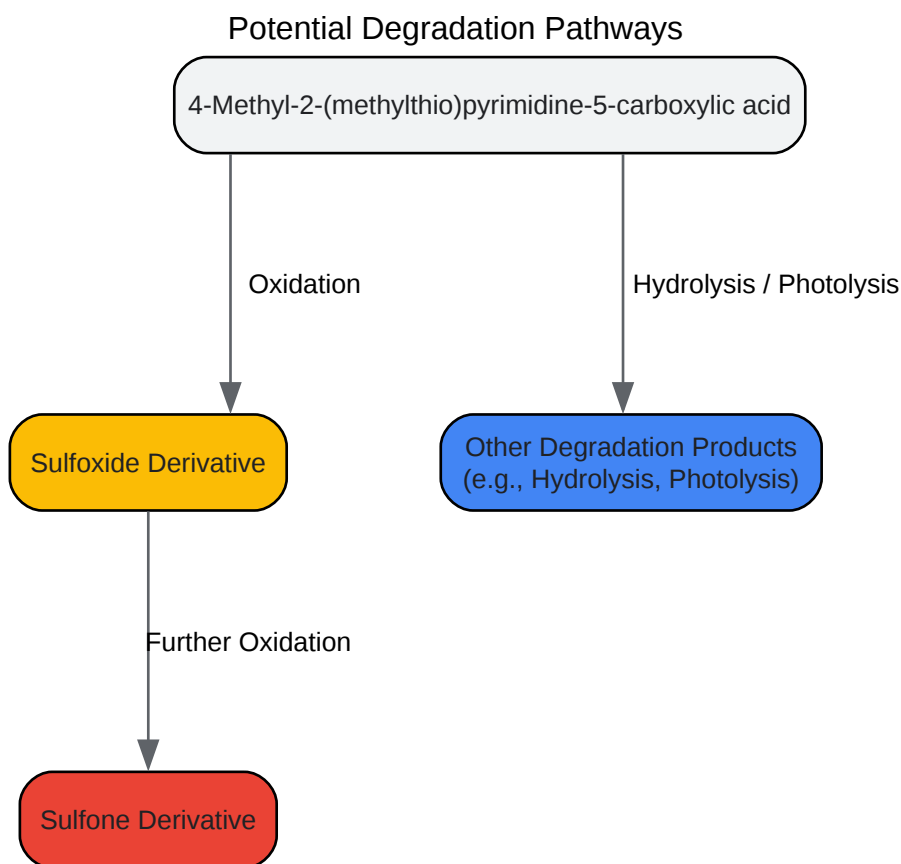 Potential Degradation Pathways
4-Methyl-2-(methylthio)pyrimidine-5-carboxylic acid
Oxidation
Hydrolysis / Photolysis
Sulfoxide Derivative
Other Degradation Products
(e.g., Hydrolysis, Photolysis)
Further Oxidation
Sulfone Derivative